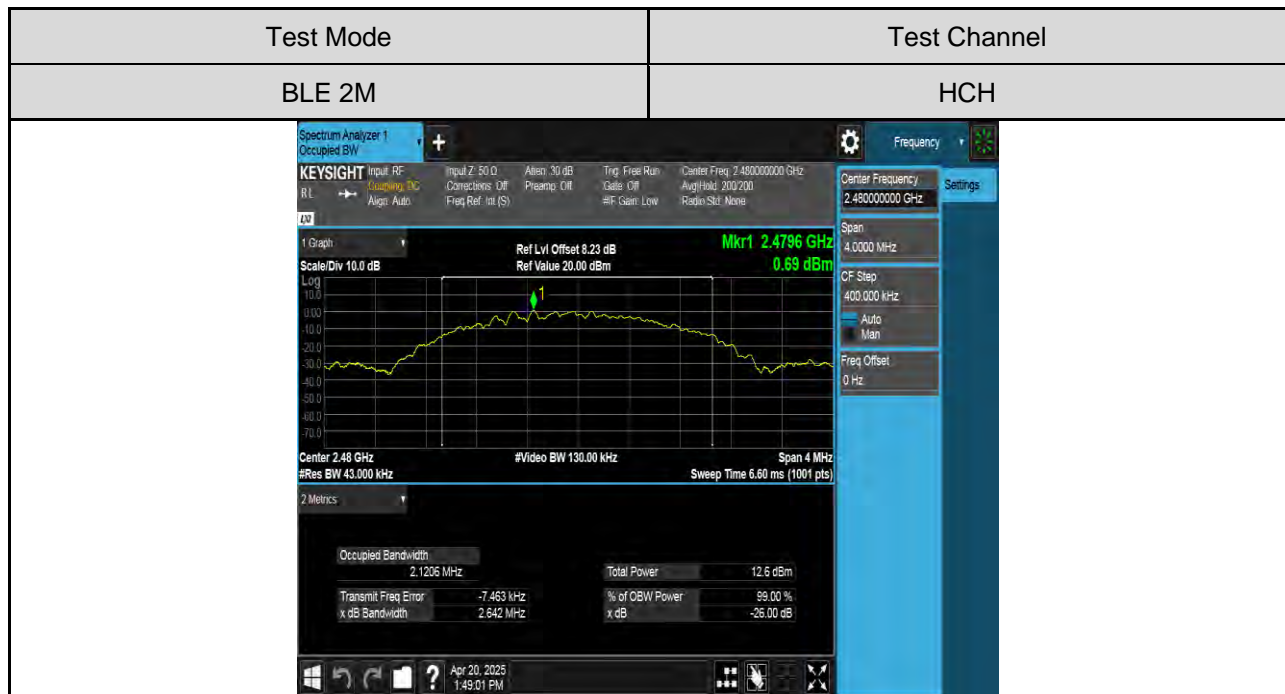 Test Mode
Test Channel
BLE 2M
HCH
Spectrum Analyzer 1
Occupied BW
+
Frequency
KEYSIGHT
Input: RF
Coupling: DC
Align: Auto
Input Z: 50 Ω
Corrections: Off
Freq Ref: Int (S)
Atten: 30 dB
Preamp: Off
Trig: Free Run
Gate: Off
#IF Gain: Low
Center Freq: 2.480000000 GHz
Avg|Hold: 200/200
Radio Std: None
Center Frequency
2.480000000 GHz
Settings
Span
4.0000 MHz
CF Step
400.000 kHz
Auto
Man
Freq Offset
0 Hz
1 Graph
Scale/Div 10.0 dB
Ref Lvl Offset 8.23 dB
Ref Value 20.00 dBm
Mkr1 2.4796 GHz
0.69 dBm
Log
10.0
0.00
-10.0
-20.0
-30.0
-40.0
-50.0
-60.0
-70.0
1
Center 2.48 GHz
#Res BW 43.000 kHz
#Video BW 130.00 kHz
Span 4 MHz
Sweep Time 6.60 ms (1001 pts)
2 Metrics
Occupied Bandwidth
2.1206 MHz
Total Power 12.6 dBm
Transmit Freq Error -7.463 kHz
% of OBW Power 99.00 %
x dB Bandwidth 2.642 MHz
x dB -26.00 dB
?
Apr 20, 2025
1:49:01 PM